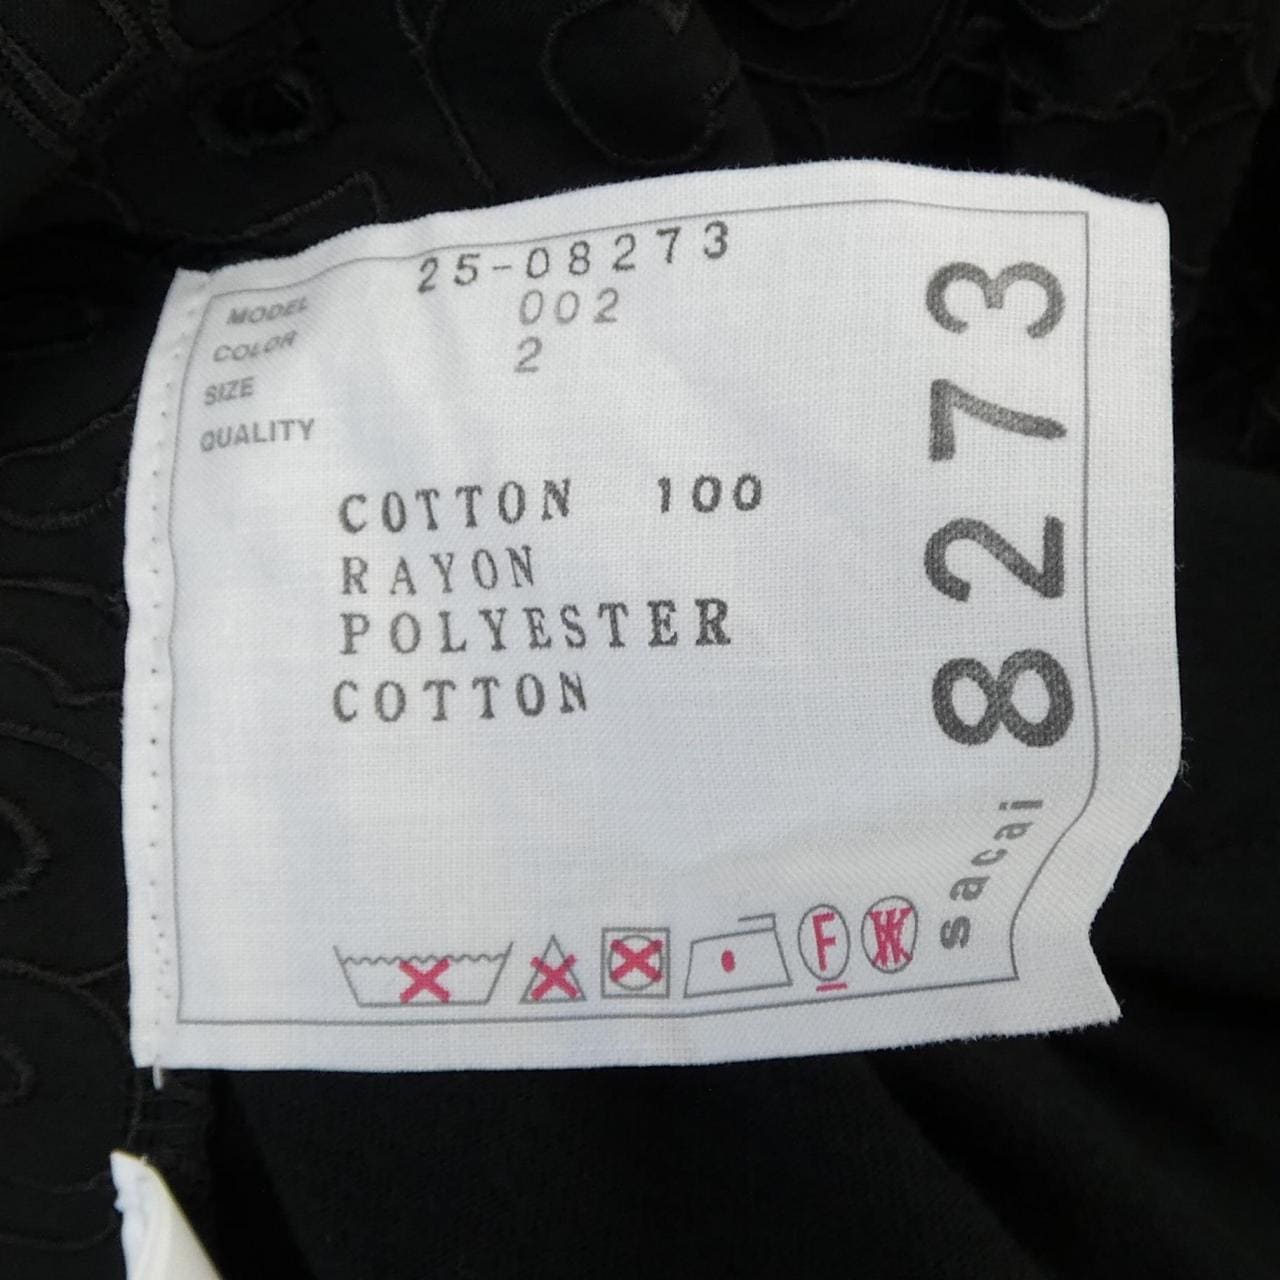 MODEL 25-08273
COLOR 002
SIZE 2
QUALITY
COTTON 100
RAYON
POLYESTER
COTTON
8273
sacai
F
W